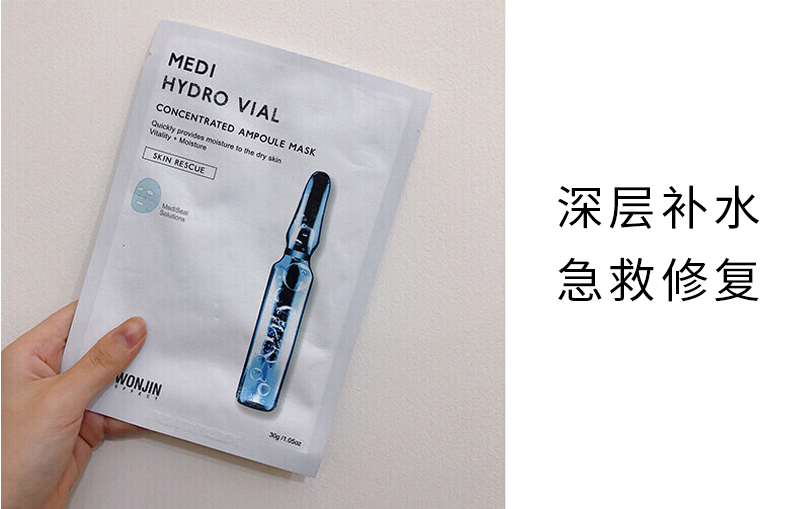 MEDI
HYDRO VIAL
CONCENTRATED AMPOULE MASK
Quickly provides moisture to the dry skin
Vitality + Moisture
SKIN RESCUE
MediSeal
Solutions
WONJIN
EFFECT
30g /1.05oz
深层补水
急救修复